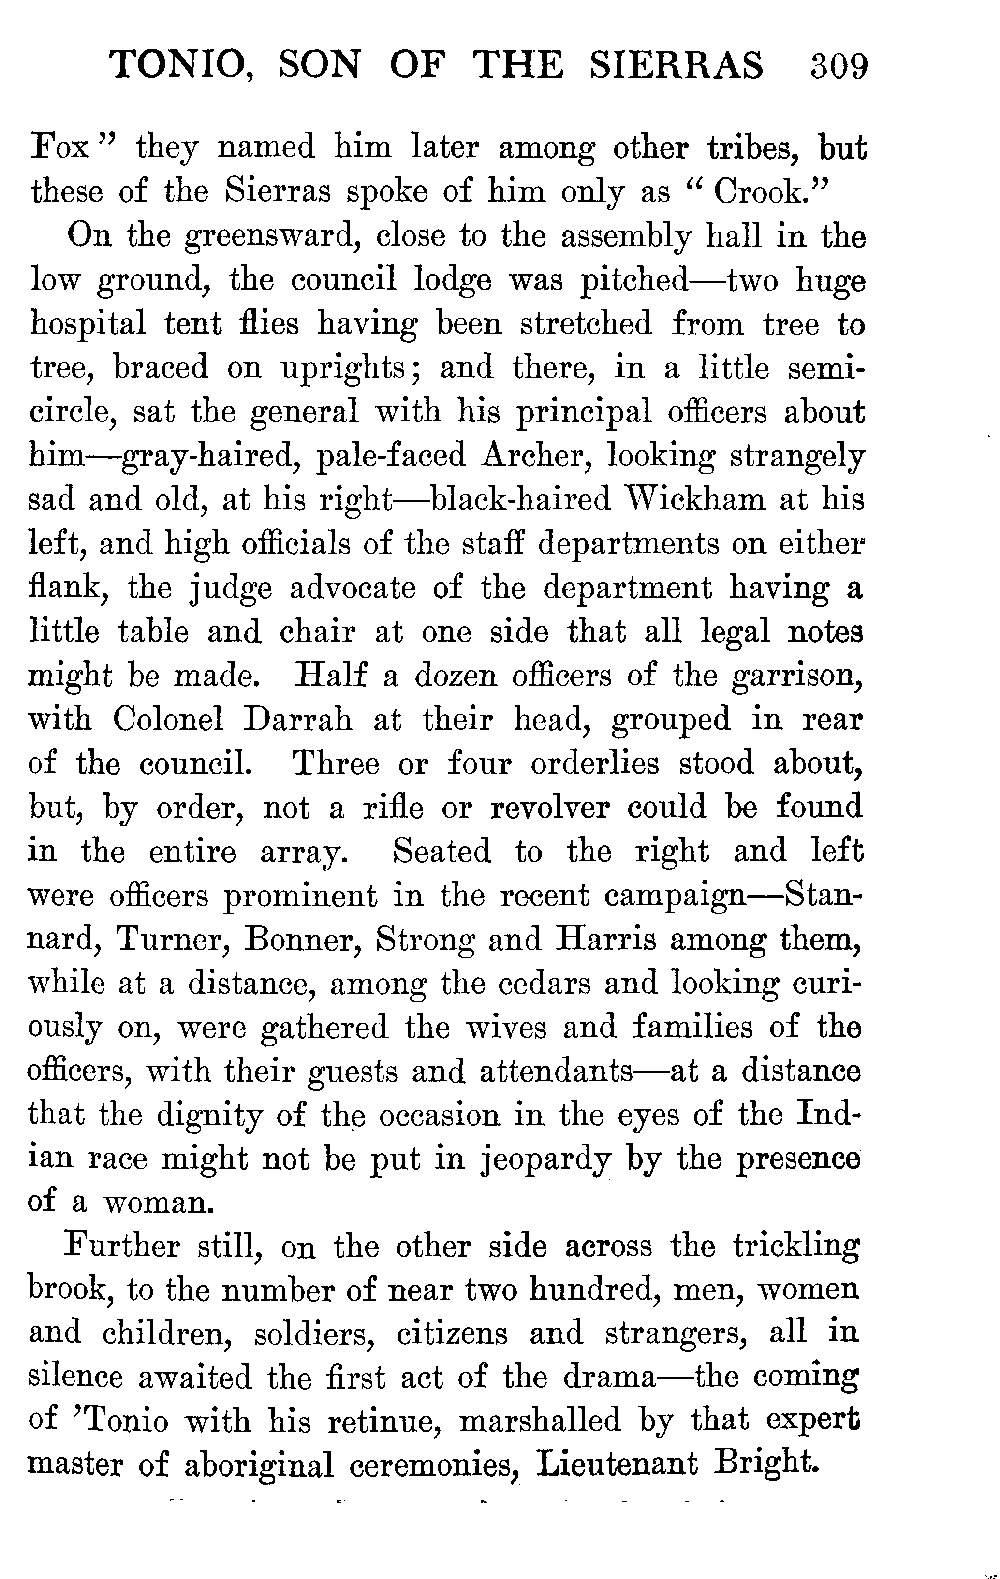 TONIO, SON OF THE SIERRAS 309
Fox" they named him later among other tribes, but
these of the Sierras spoke of him only as " Crook."
On the greensward, close to the assembly hall in the
low ground, the council lodge was pitched—two huge
hospital tent flies having been stretched from tree to
tree, braced on uprights; and there, in a little semi-
circle, sat the general with his principal officers about
him—gray-haired, pale-faced Archer, looking strangely
sad and old, at his right—black-haired Wickham at his
left, and high officials of the staff departments on either
flank, the judge advocate of the department having a
little table and chair at one side that all legal notes
might be made. Half a dozen officers of the garrison,
with Colonel Darrah at their head, grouped in rear
of the council. Three or four orderlies stood about,
but, by order, not a rifle or revolver could be found
in the entire array. Seated to the right and left
were officers prominent in the recent campaign—Stan-
nard, Turner, Bonner, Strong and Harris among them,
while at a distance, among the cedars and looking curi-
ously on, were gathered the wives and families of the
officers, with their guests and attendants—at a distance
that the dignity of the occasion in the eyes of the Ind-
ian race might not be put in jeopardy by the presence
of a woman.
Further still, on the other side across the trickling
brook, to the number of near two hundred, men, women
and children, soldiers, citizens and strangers, all in
silence awaited the first act of the drama—the coming
of 'Tonio with his retinue, marshalled by that expert
master of aboriginal ceremonies, Lieutenant Bright.